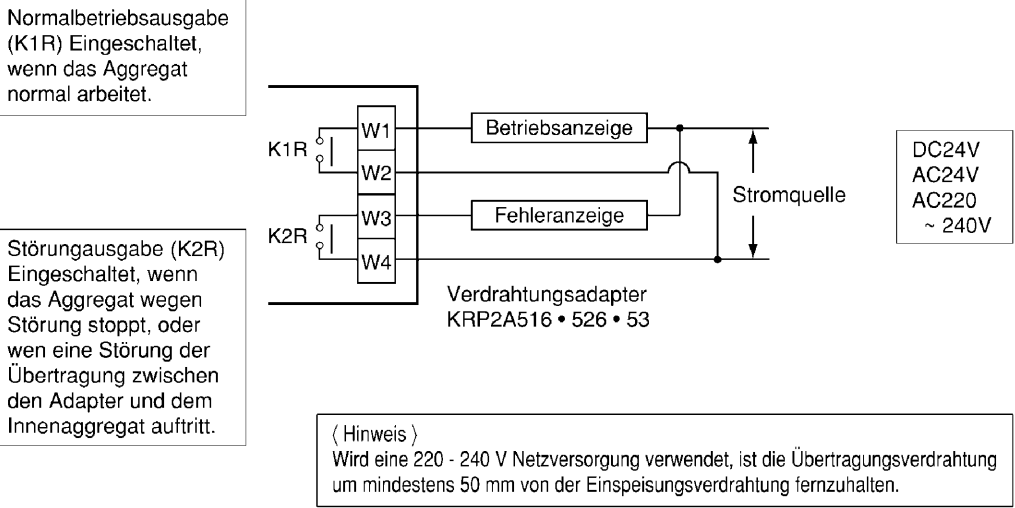 Normalbetriebsausgabe
(K1R) Eingeschaltet,
wenn das Aggregat
normal arbeitet.
K1R
W1
W2
Betriebsanzeige
Stromquelle
DC24V
AC24V
AC220
~ 240V
K2R
W3
W4
Fehleranzeige
Störungausgabe (K2R)
Eingeschaltet, wenn
das Aggregat wegen
Störung stoppt, oder
wen eine Störung der
Übertragung zwischen
den Adapter und dem
Innenaggregat auftritt.
Verdrahtungsadapter
KRP2A516 • 526 • 53
⟨ Hinweis ⟩
Wird eine 220 - 240 V Netzversorgung verwendet, ist die Übertragungsverdrahtung
um mindestens 50 mm von der Einspeisungsverdrahtung fernzuhalten.